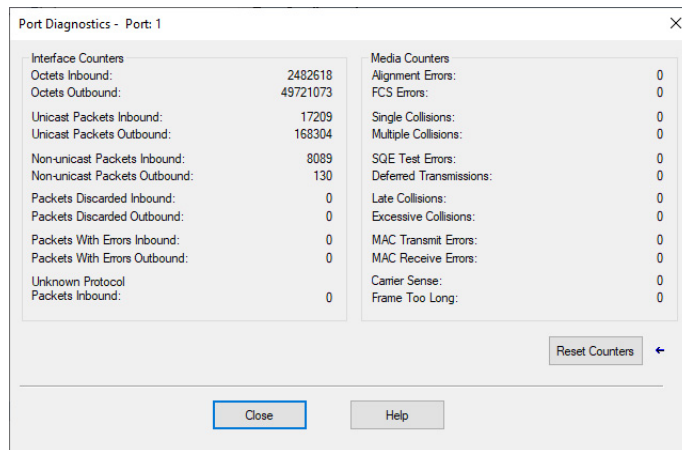 Port Diagnostics - Port: 1
Interface Counters
Octets Inbound: 2482618
Octets Outbound: 49721073
Unicast Packets Inbound: 17209
Unicast Packets Outbound: 168304
Non-unicast Packets Inbound: 8089
Non-unicast Packets Outbound: 130
Packets Discarded Inbound: 0
Packets Discarded Outbound: 0
Packets With Errors Inbound: 0
Packets With Errors Outbound: 0
Unknown Protocol
Packets Inbound: 0
Media Counters
Alignment Errors: 0
FCS Errors: 0
Single Collisions: 0
Multiple Collisions: 0
SQE Test Errors: 0
Deferred Transmissions: 0
Late Collisions: 0
Excessive Collisions: 0
MAC Transmit Errors: 0
MAC Receive Errors: 0
Carrier Sense: 0
Frame Too Long: 0
Reset Counters
Close
Help